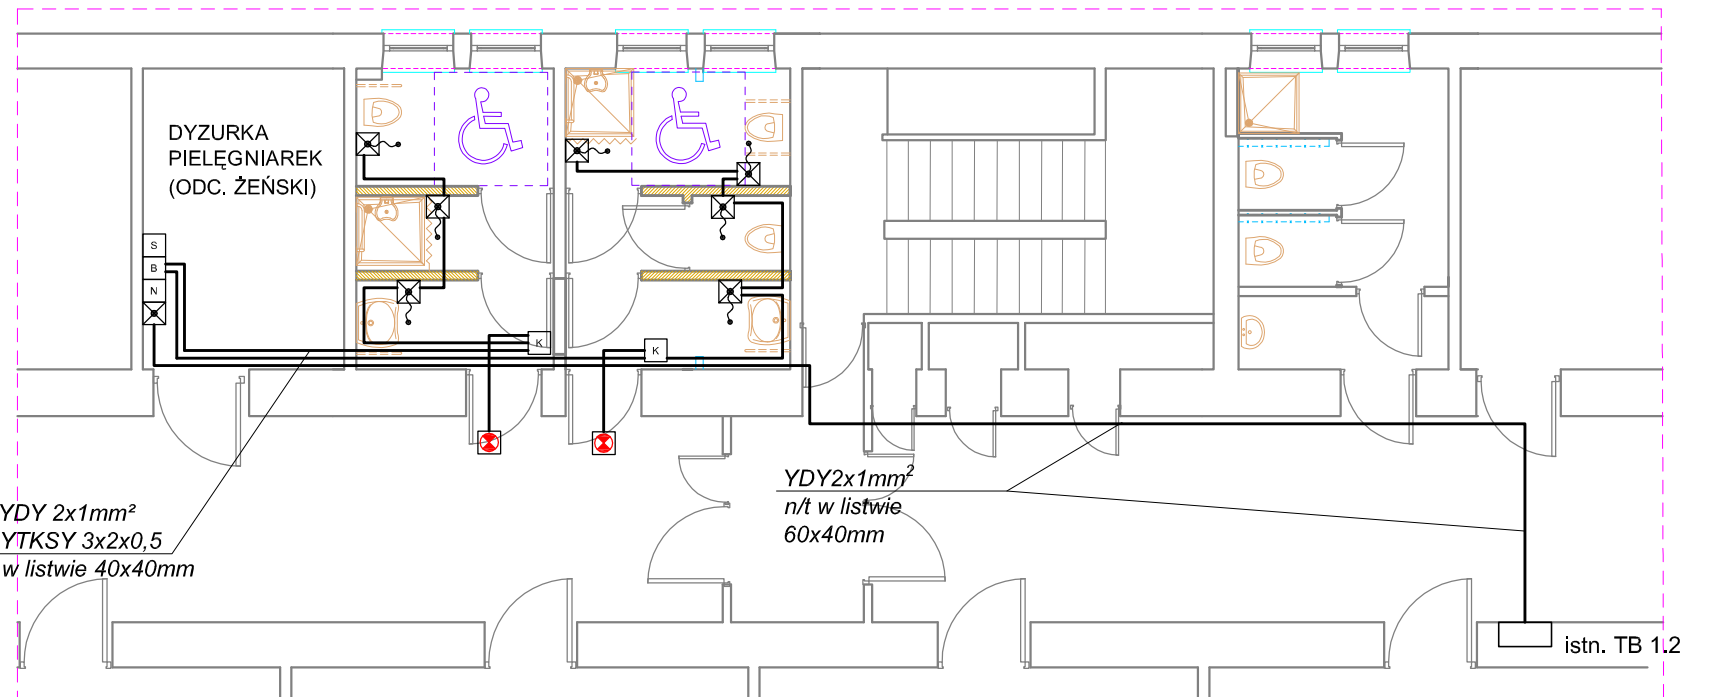 DYZURKA
PIELĘGNIAREK
(ODC. ŻEŃSKI)
S
B
N
K
K
YDY 2x1mm²
YTKSY 3x2x0,5
w listwie 40x40mm
YDY2x1mm²
n/t w listwie
60x40mm
istn. TB 1.2